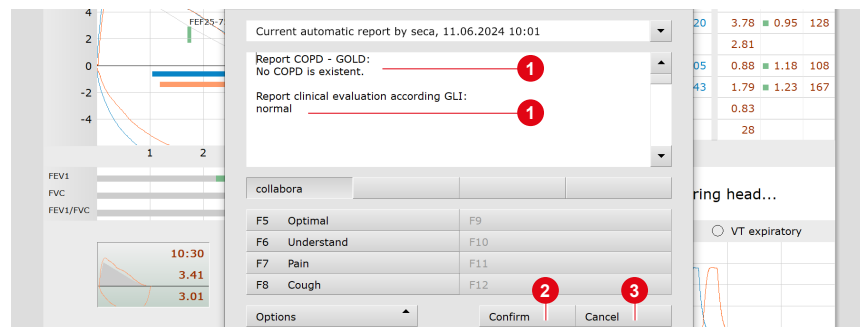 4
2
0
-2
-4
FEF25-7
1 2
Current automatic report by seca, 11.06.2024 10:01
Report COPD - GOLD:
No COPD is existent.
1
Report clinical evaluation according GLI:
normal
1
20 3.78 0.95 128
2.81
05 0.88 1.18 108
43 1.79 1.23 167
0.83
28
FEV1
FVC
FEV1/FVC
10:30
3.41
3.01
collabora
F5 Optimal F9
F6 Understand F10
F7 Pain F11
F8 Cough F12
2 3
Options Confirm Cancel
ring head...
VT expiratory